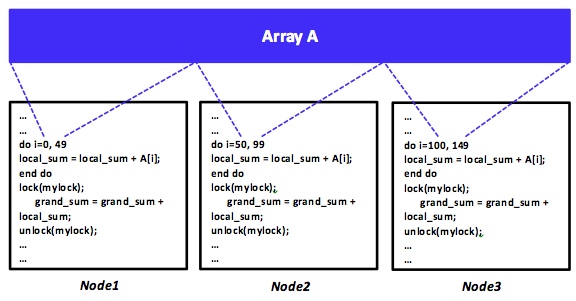 Array A
...
...
do i=0, 49
local_sum = local_sum + A[i];
end do
lock(mylock);
grand_sum = grand_sum +
local_sum;
unlock(mylock);
...
...
Node1
...
...
do i=50, 99
local_sum = local_sum + A[i];
end do
lock(mylock);
grand_sum = grand_sum +
local_sum;
unlock(mylock);
...
...
Node2
...
...
do i=100, 149
local_sum = local_sum + A[i];
end do
lock(mylock);
grand_sum = grand_sum +
local_sum;
unlock(mylock);
...
...
Node3